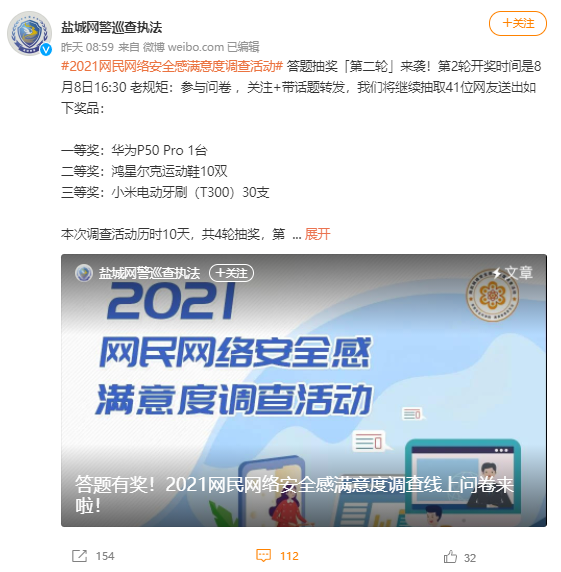 盐城网警巡查执法
+关注
昨天 08:59 来自 微博 weibo.com 已编辑
#2021网民网络安全感满意度调查活动# 答题抽奖「第二轮」来袭！第2轮开奖时间是8
月8日16:30 老规矩：参与问卷 ，关注+带话题转发，我们将继续抽取41位网友送出如
下奖品：
一等奖：华为P50 Pro 1台
二等奖：鸿星尔克运动鞋10双
三等奖：小米电动牙刷（T300）30支
本次调查活动历时10天，共4轮抽奖，第 ... 展开
盐城网警巡查执法 +关注
文章
2021
网民网络安全感
满意度调查活动
答题有奖！2021网民网络安全感满意度调查线上问卷来
啦！
154
112
32